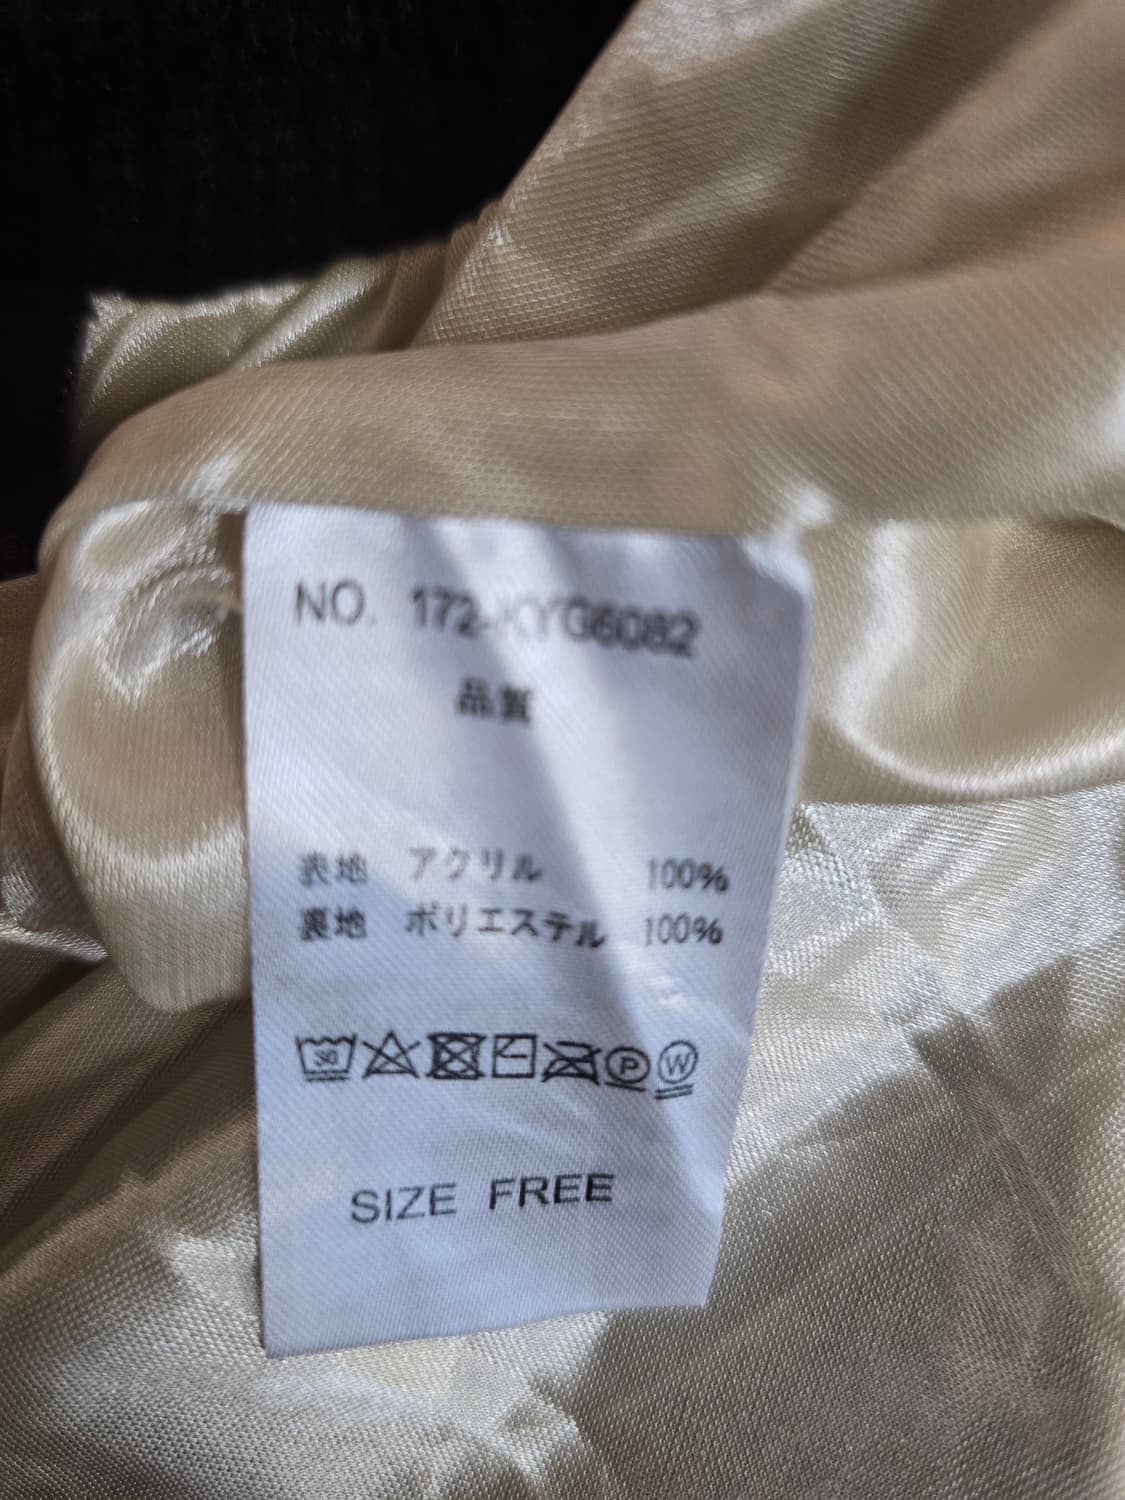 NO. 172-KYG6082
品質
表地 アクリル 100%
裏地 ポリエステル 100%
30 P W
SIZE FREE